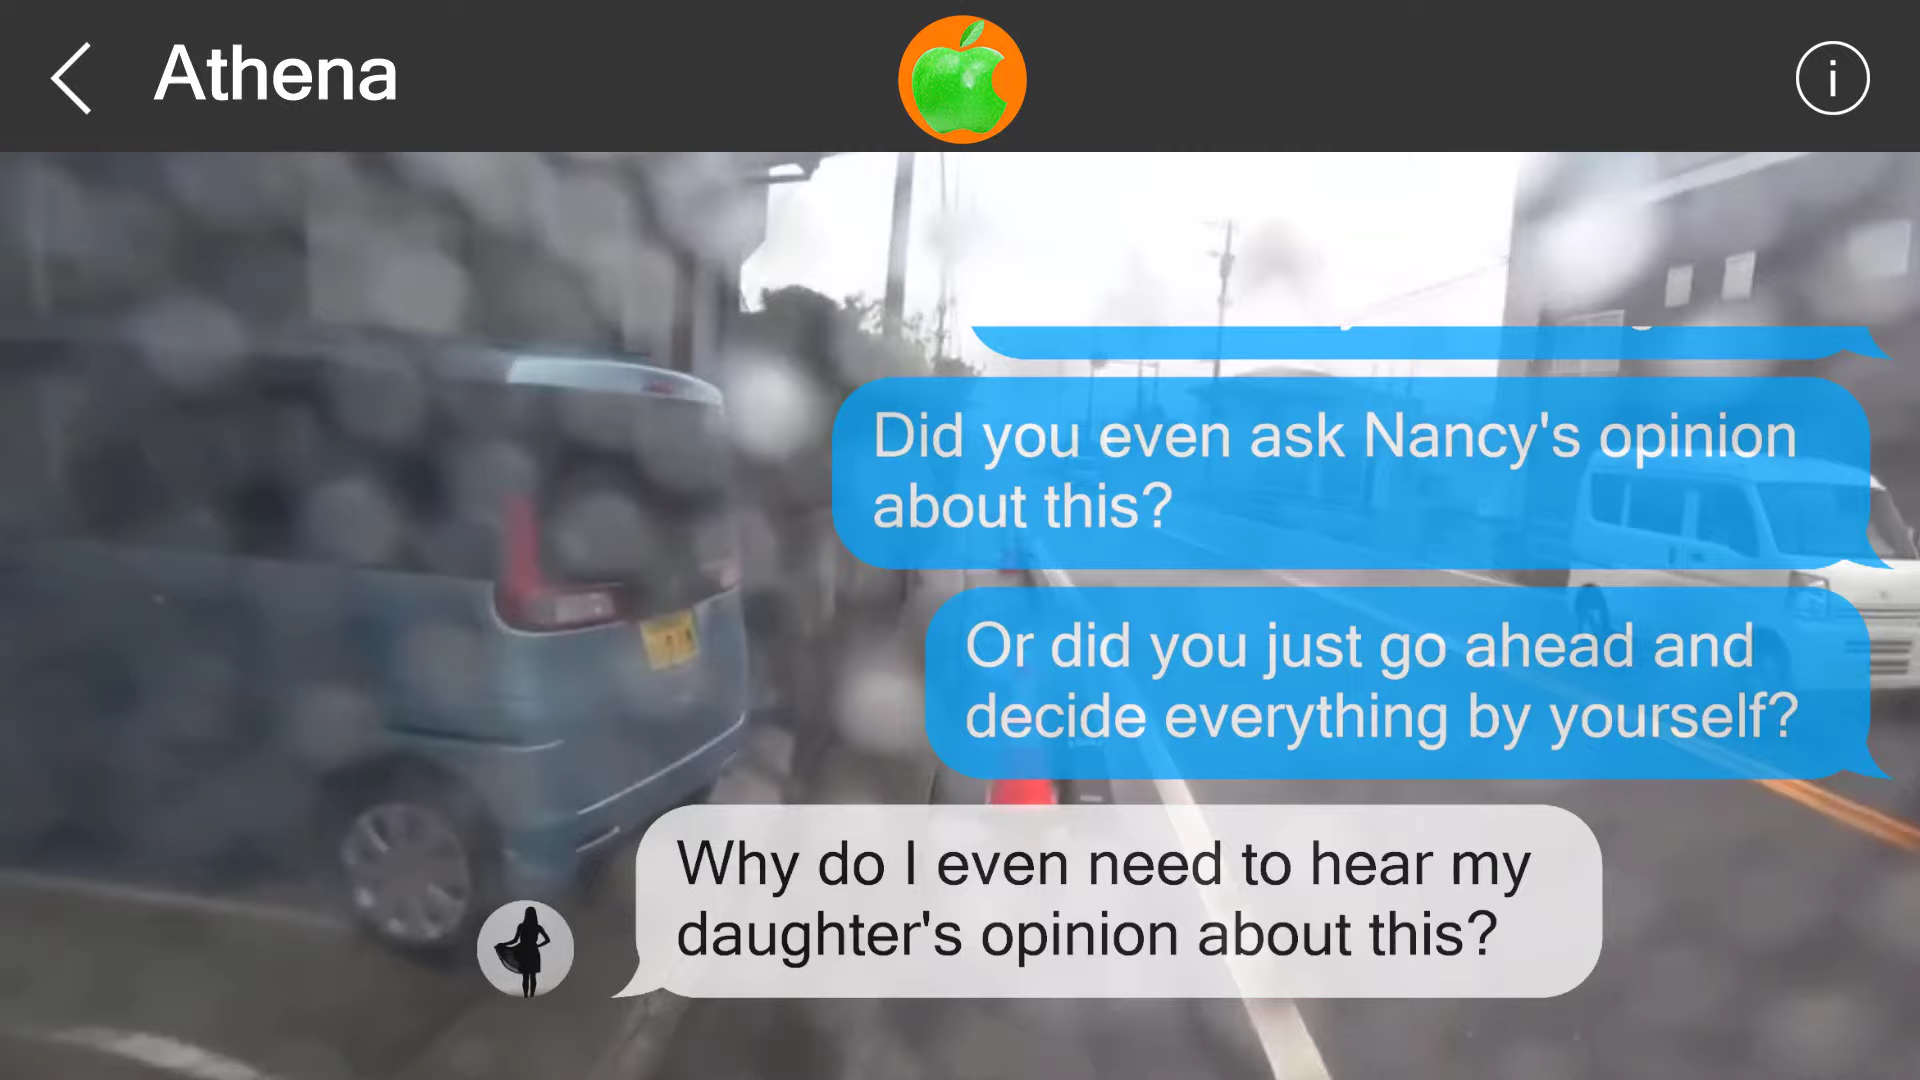 Athena
Did you even ask Nancy's opinion
about this?
Or did you just go ahead and
decide everything by yourself?
Why do I even need to hear my
daughter's opinion about this?